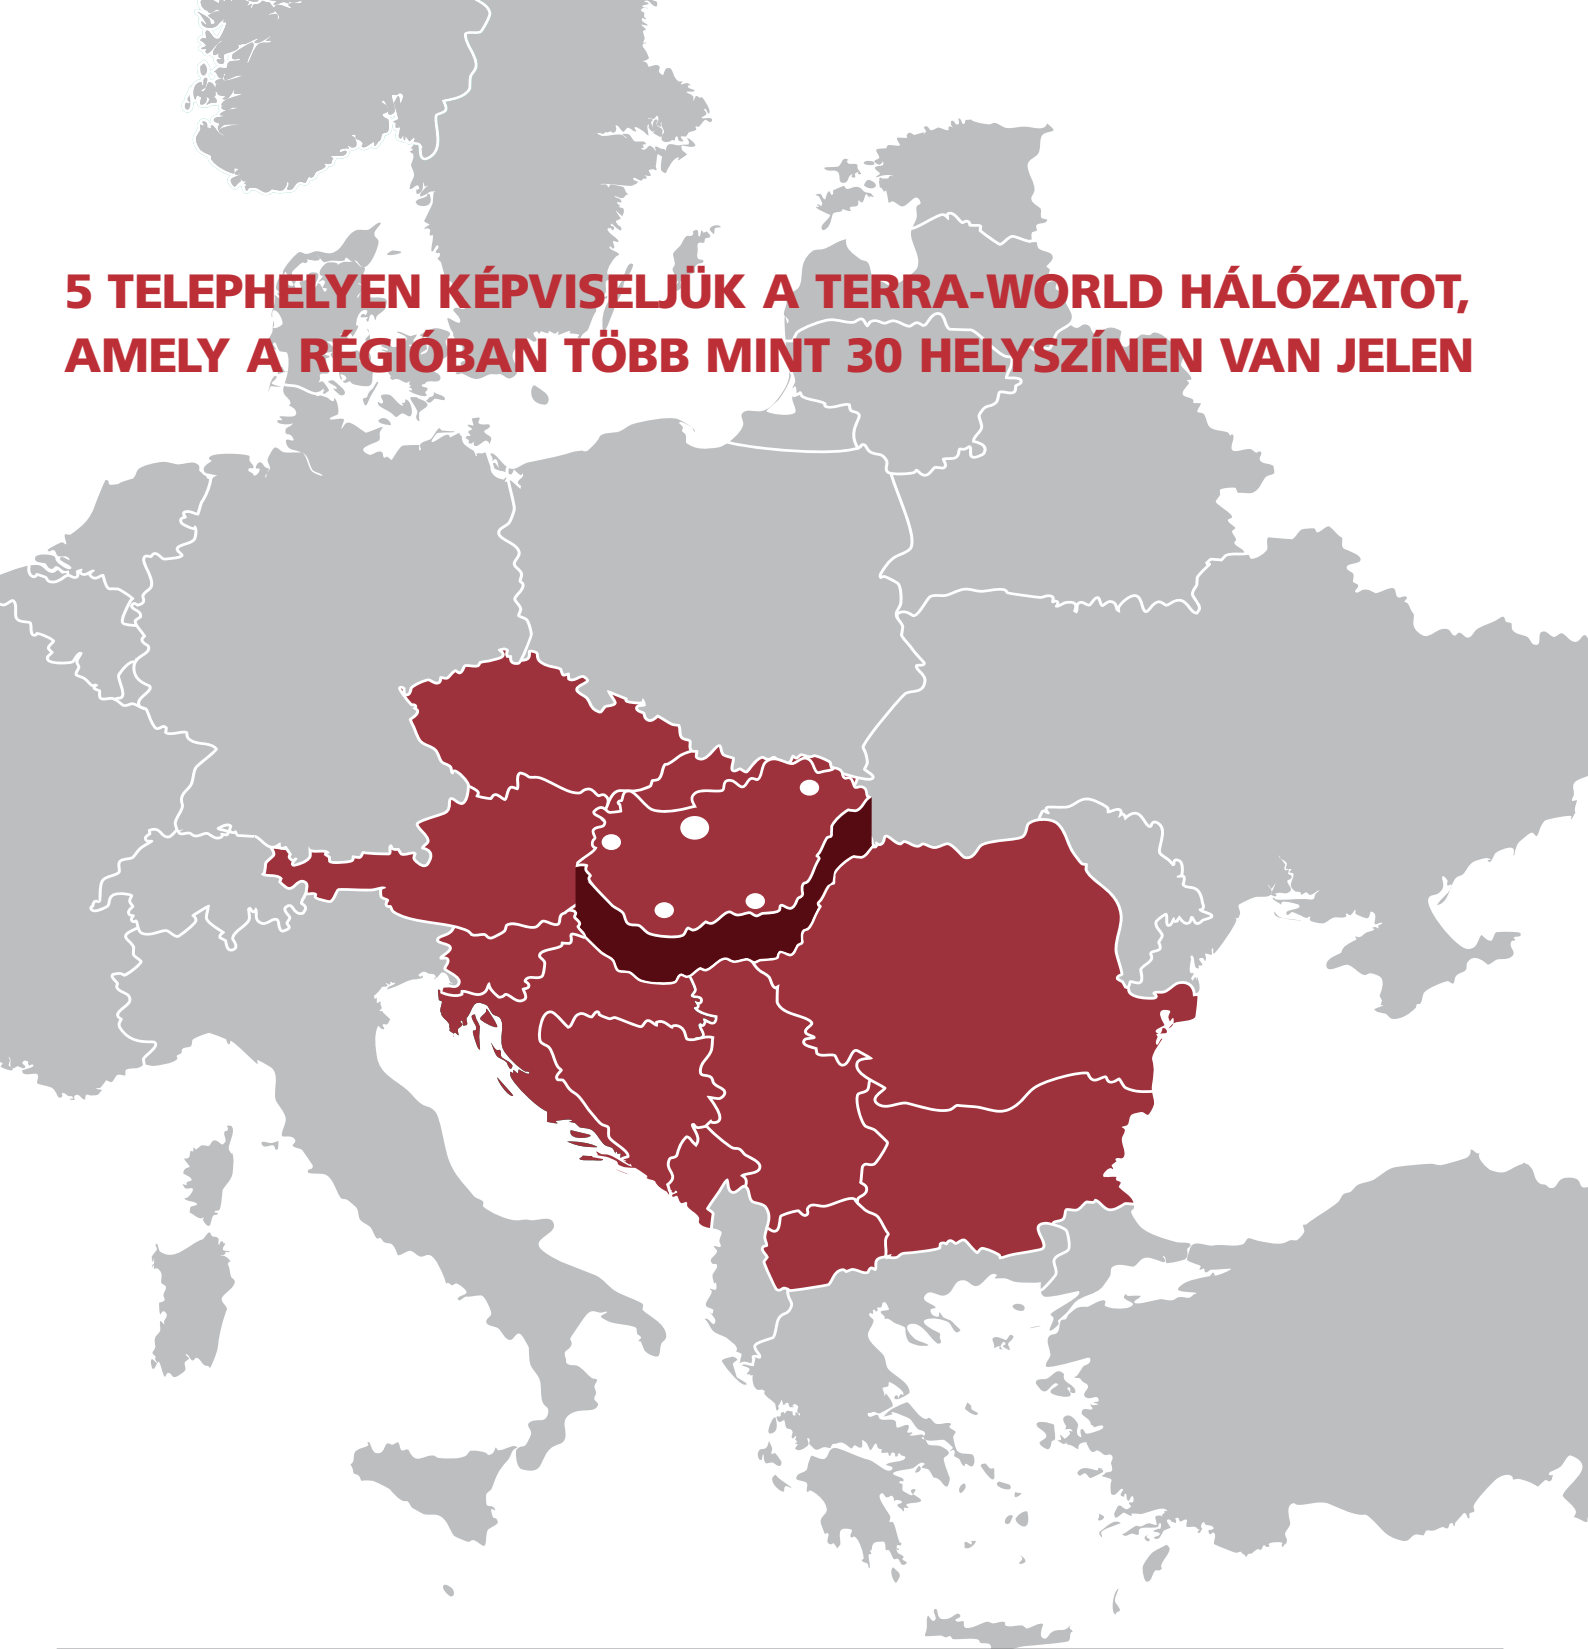 5 TELEPHELYEN KÉPVISELJÜK A TERRA-WORLD HÁLÓZATOT,
AMELY A RÉGIÓBAN TÖBB MINT 30 HELYSZÍNEN VAN JELEN